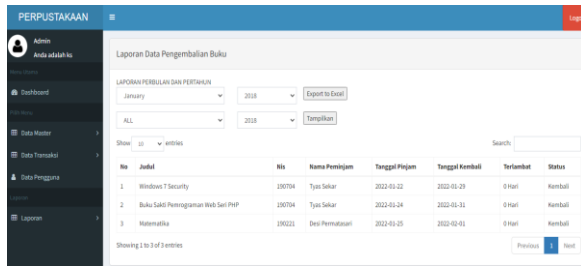 PERPUSTAKAAN
Logo
Admin
Anda adalah ks
Menu Utama
Dashboard
Data Master
Data Transaksi
Data Pengguna
Laporan
Laporan
Laporan Data Pengembalian Buku
LAPORAN PERBULAN DAN PERTAHUN
January 2018 Export to Excel
ALL 2018 Tampilkan
Show 10 entries Search:
No Judul Nis Nama Peminjam Tanggal Pinjam Tanggal Kembali Terlambat Status
1 Windows 7 Security 190704 Tyas Sekar 2022-01-22 2022-01-29 0 Hari Kembali
2 Buku Sakti Pemrograman Web Seri PHP 190704 Tyas Sekar 2022-01-24 2022-01-31 0 Hari Kembali
3 Matematika 190221 Desi Permatasari 2022-01-25 2022-02-01 0 Hari Kembali
Showing 1 to 3 of 3 entries
Previous 1 Next